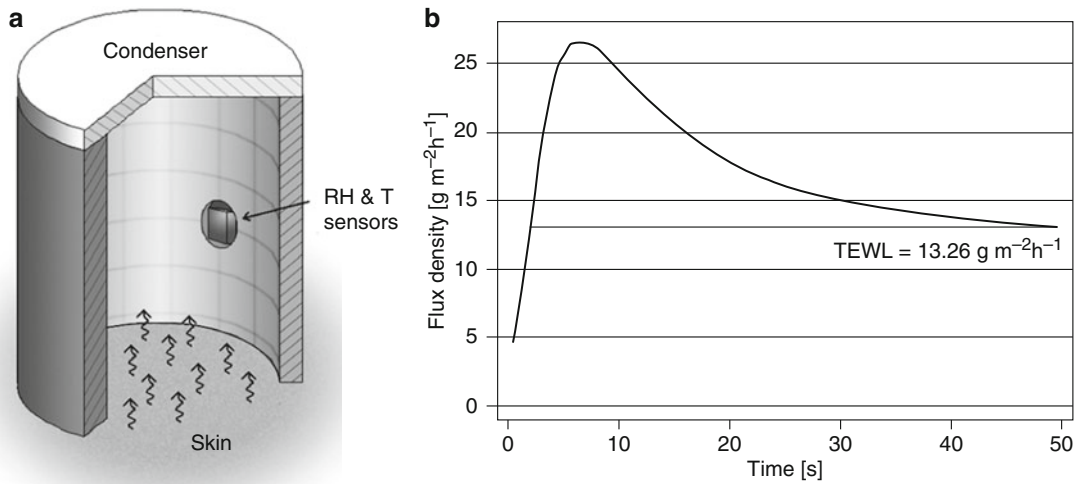 a
Condenser
RH & T
sensors
Skin
b
Flux density [g m⁻²h⁻¹]
25
20
15
10
5
0
TEWL = 13.26 g m⁻²h⁻¹
0 10 20 30 40 50
Time [s]